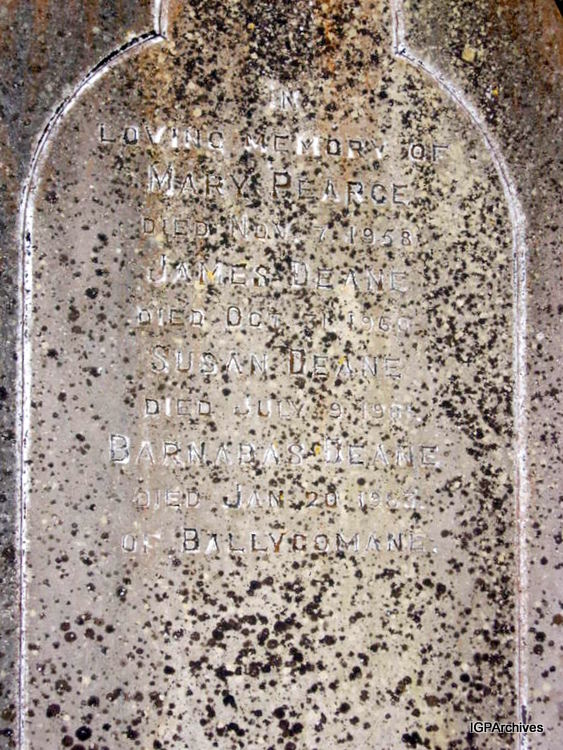 IN
LOVING MEMORY OF
MARY PEARCE
DIED NOV. 7, 1958
JAMES DEANE
DIED OCT. 1960
SUSAN DEANE
DIED JULY 9
BARNABAS DEANE
DIED JAN. 20
OF BALLYCOMANE.
IGPArchives